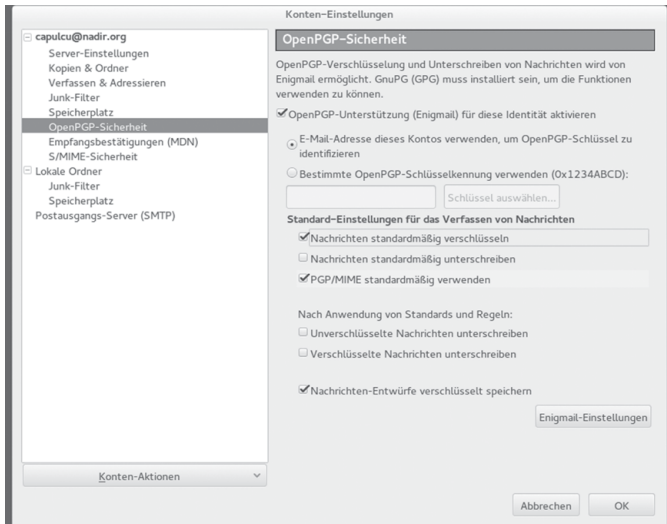 Konten-Einstellungen
capulcu@nadir.org
Server-Einstellungen
Kopien & Ordner
Verfassen & Adressieren
Junk-Filter
Speicherplatz
OpenPGP-Sicherheit
Empfangsbestätigungen (MDN)
S/MIME-Sicherheit
Lokale Ordner
Junk-Filter
Speicherplatz
Postausgangs-Server (SMTP)
Konten-Aktionen
OpenPGP-Sicherheit
OpenPGP-Verschlüsselung und Unterschreiben von Nachrichten wird von
Enigmail ermöglicht. GnuPG (GPG) muss installiert sein, um die Funktionen
verwenden zu können.
OpenPGP-Unterstützung (Enigmail) für diese Identität aktivieren
E-Mail-Adresse dieses Kontos verwenden, um OpenPGP-Schlüssel zu
identifizieren
Bestimmte OpenPGP-Schlüsselkennung verwenden (0x1234ABCD):
Schlüssel auswählen...
Standard-Einstellungen für das Verfassen von Nachrichten
Nachrichten standardmäßig verschlüsseln
Nachrichten standardmäßig unterschreiben
PGP/MIME standardmäßig verwenden
Nach Anwendung von Standards und Regeln:
Unverschlüsselte Nachrichten unterschreiben
Verschlüsselte Nachrichten unterschreiben
Nachrichten-Entwürfe verschlüsselt speichern
Enigmail-Einstellungen
Abbrechen
OK